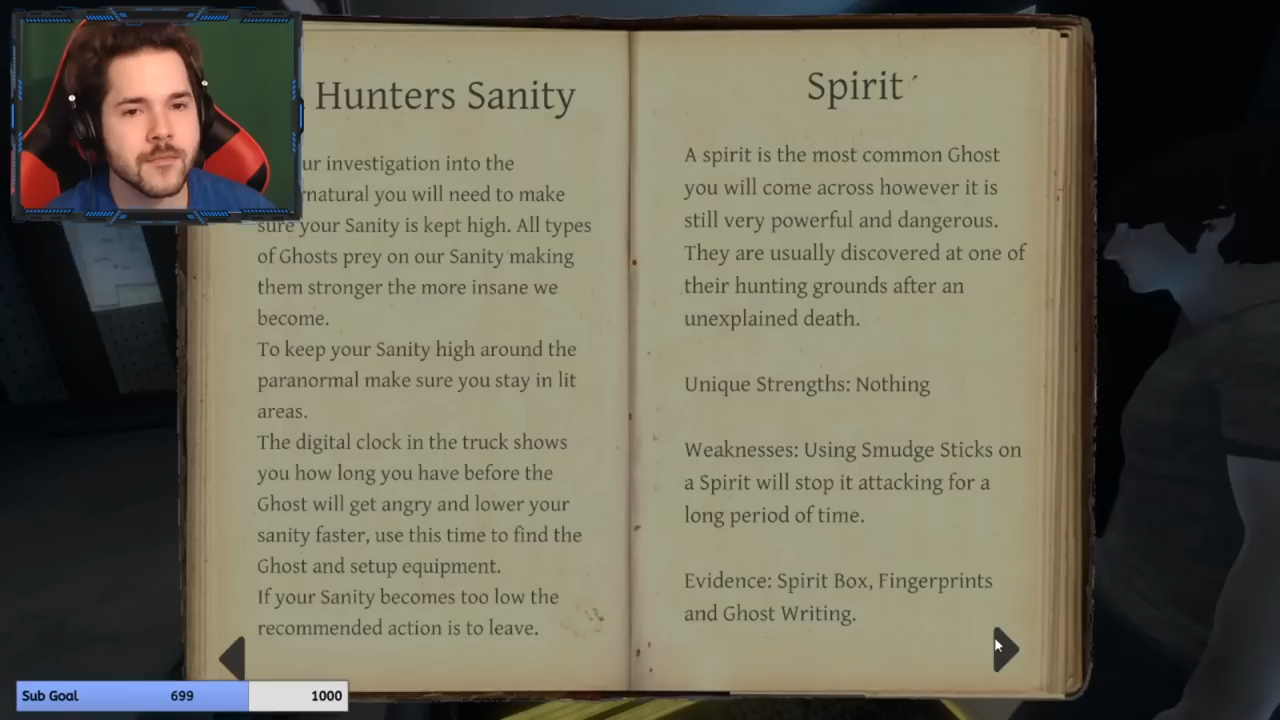 Hunters Sanity
ur investigation into the
rnatural you will need to make
sure your Sanity is kept high. All types
of Ghosts prey on our Sanity making
them stronger the more insane we
become.
To keep your Sanity high around the
paranormal make sure you stay in lit
areas.
The digital clock in the truck shows
you how long you have before the
Ghost will get angry and lower your
sanity faster, use this time to find the
Ghost and setup equipment.
If your Sanity becomes too low the
recommended action is to leave.
Spirit
A spirit is the most common Ghost
you will come across however it is
still very powerful and dangerous.
They are usually discovered at one of
their hunting grounds after an
unexplained death.
Unique Strengths: Nothing
Weaknesses: Using Smudge Sticks on
a Spirit will stop it attacking for a
long period of time.
Evidence: Spirit Box, Fingerprints
and Ghost Writing.
Sub Goal 699 1000